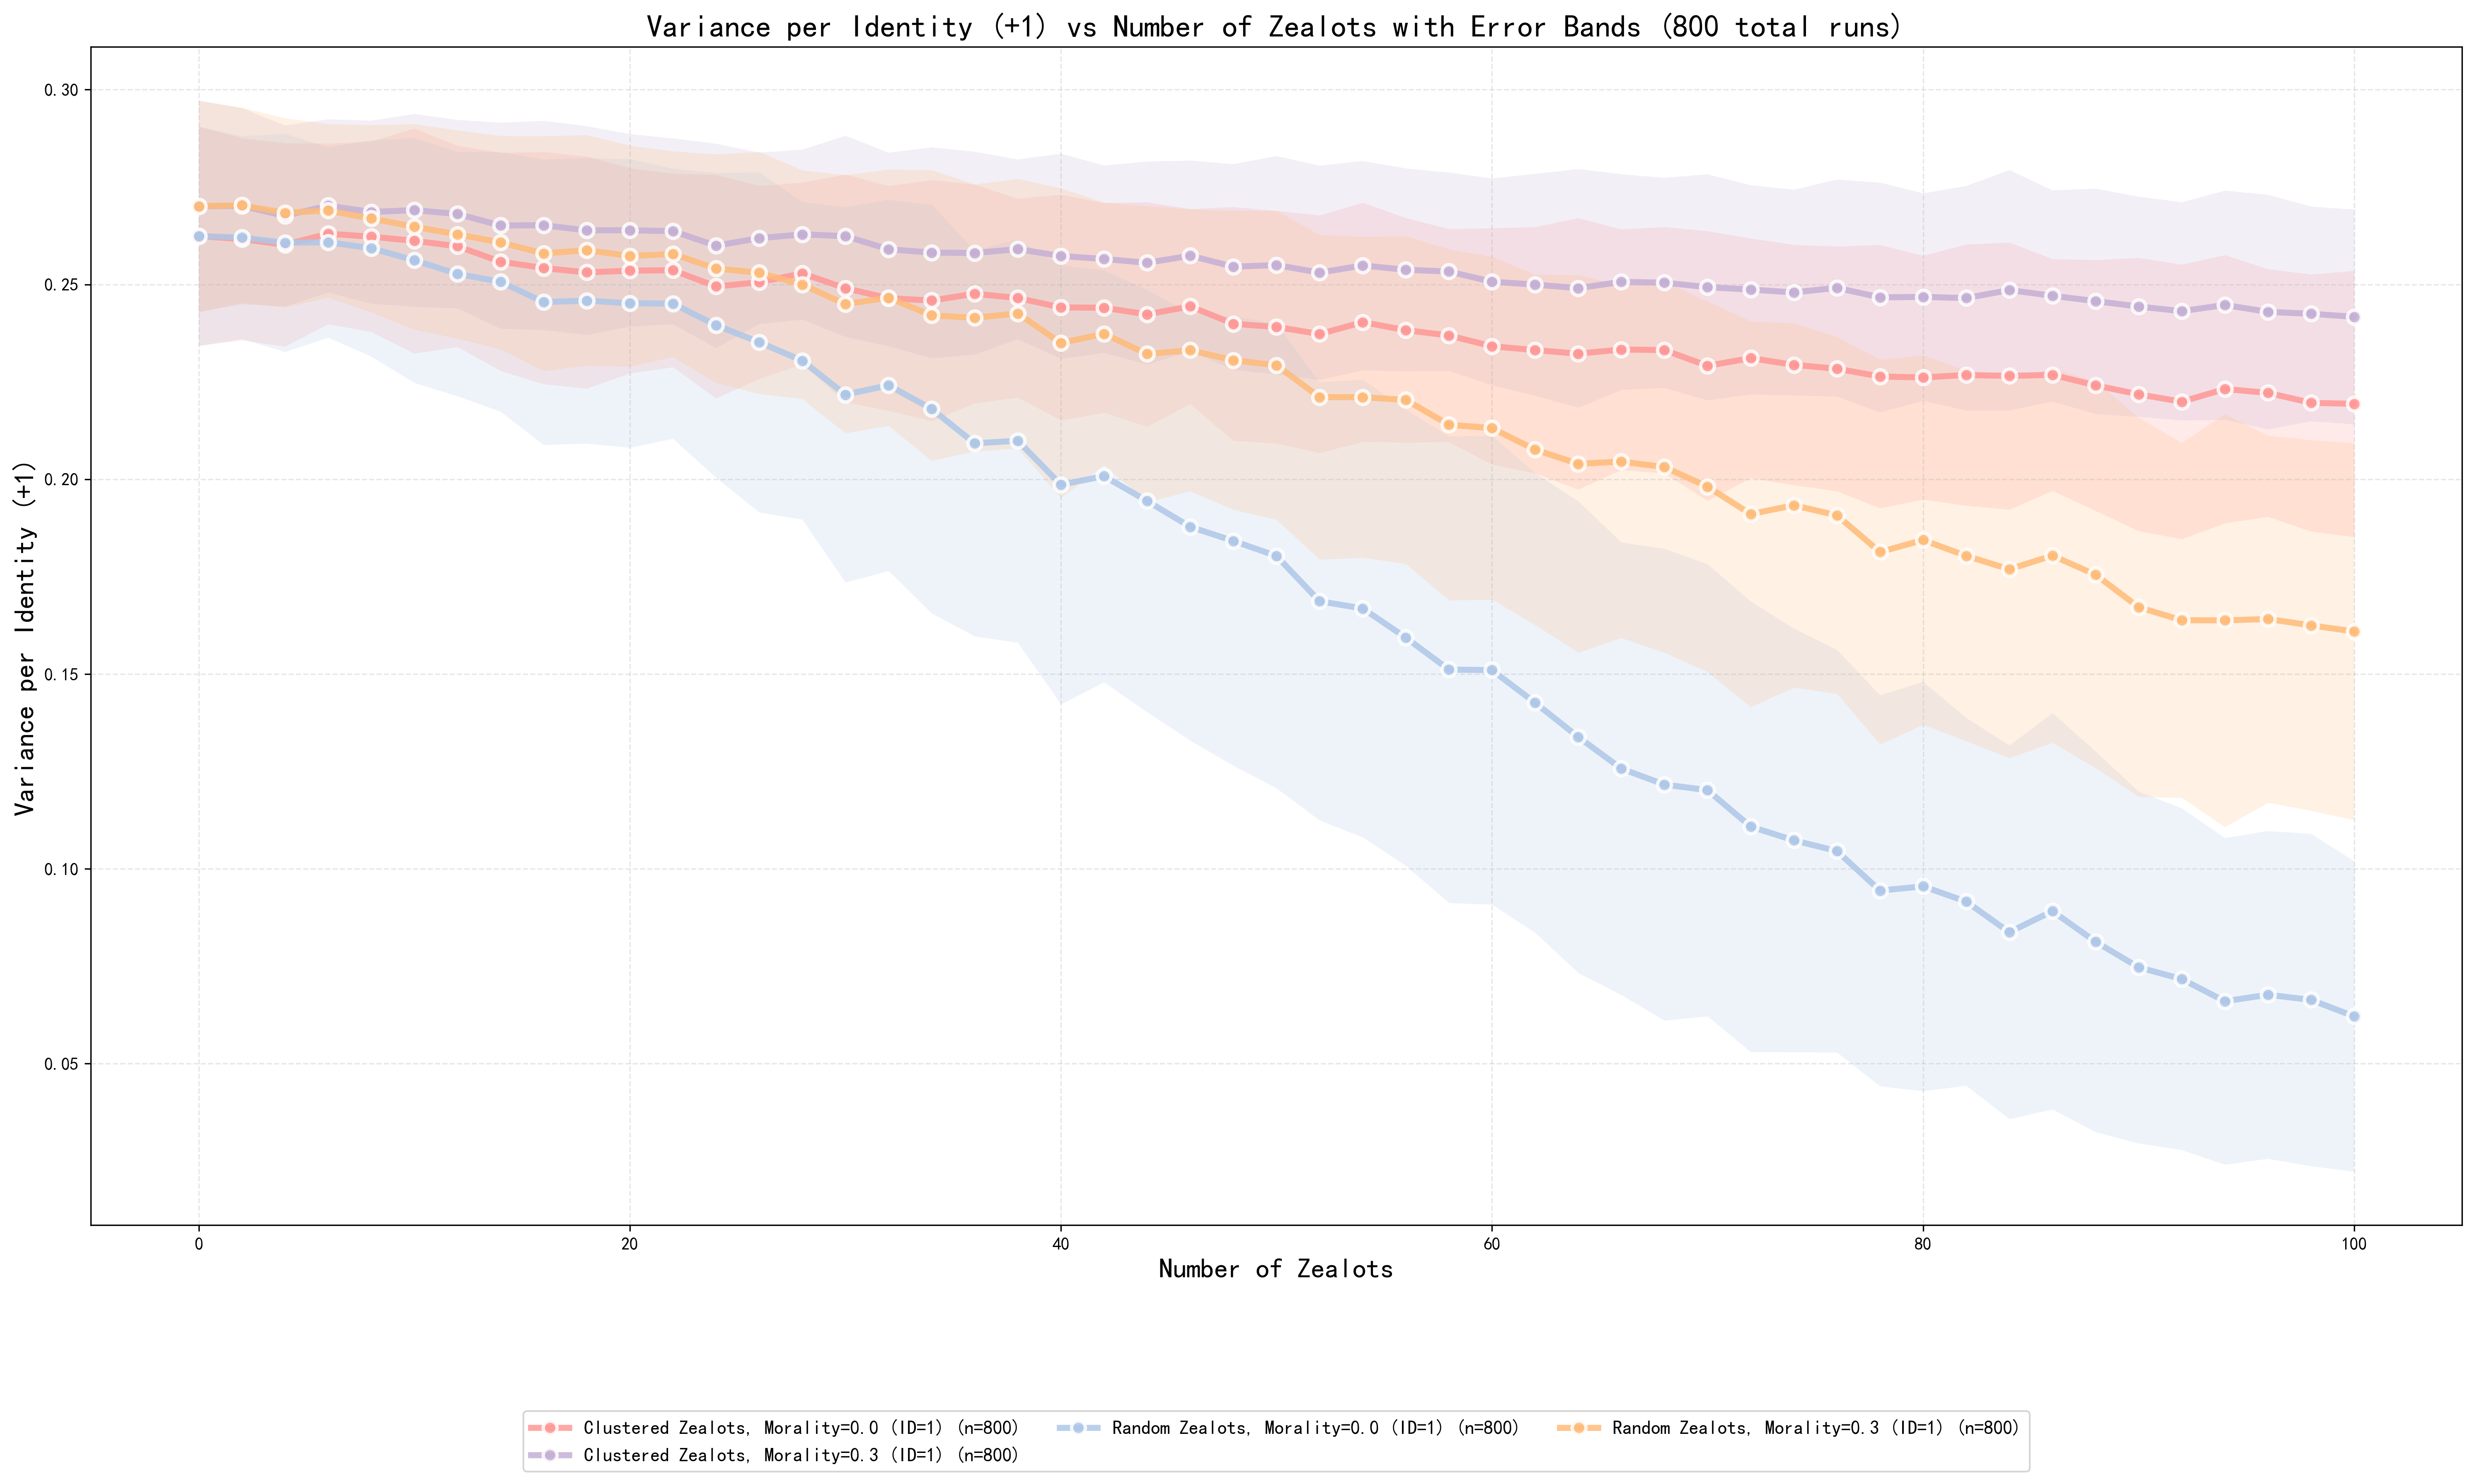 Variance per Identity (+1) vs Number of Zealots with Error Bands (800 total runs)
Variance per Identity (+1)
0.30
0.25
0.20
0.15
0.10
0.05
0
20
40
60
80
100
Number of Zealots
Clustered Zealots, Morality=0.0 (ID=1) (n=800)
Clustered Zealots, Morality=0.3 (ID=1) (n=800)
Random Zealots, Morality=0.0 (ID=1) (n=800)
Random Zealots, Morality=0.3 (ID=1) (n=800)